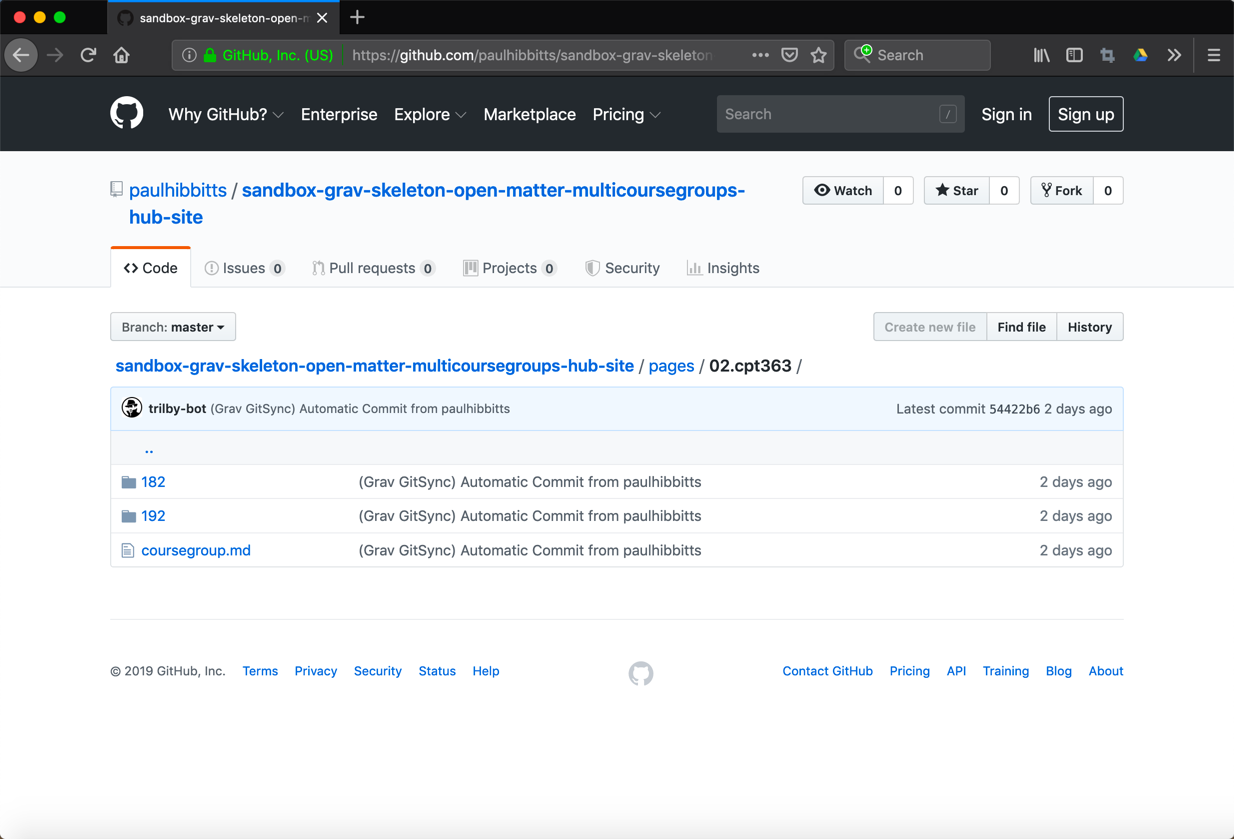 sandbox-grav-skeleton-open-m
GitHub, Inc. (US) https://github.com/paulhibbitts/sandbox-grav-skeleton- Search
Why GitHub? Enterprise Explore Marketplace Pricing Search / Sign in Sign up
paulhibbitts / sandbox-grav-skeleton-open-matter-multicoursegroups-
hub-site
Watch 0 Star 0 Fork 0
Code Issues 0 Pull requests 0 Projects 0 Security Insights
Branch: master Create new file Find file History
sandbox-grav-skeleton-open-matter-multicoursegroups-hub-site / pages / 02.cpt363 /
trilby-bot (Grav GitSync) Automatic Commit from paulhibbitts Latest commit 54422b6 2 days ago
..
182 (Grav GitSync) Automatic Commit from paulhibbitts 2 days ago
192 (Grav GitSync) Automatic Commit from paulhibbitts 2 days ago
coursegroup.md (Grav GitSync) Automatic Commit from paulhibbitts 2 days ago
© 2019 GitHub, Inc. Terms Privacy Security Status Help Contact GitHub Pricing API Training Blog About